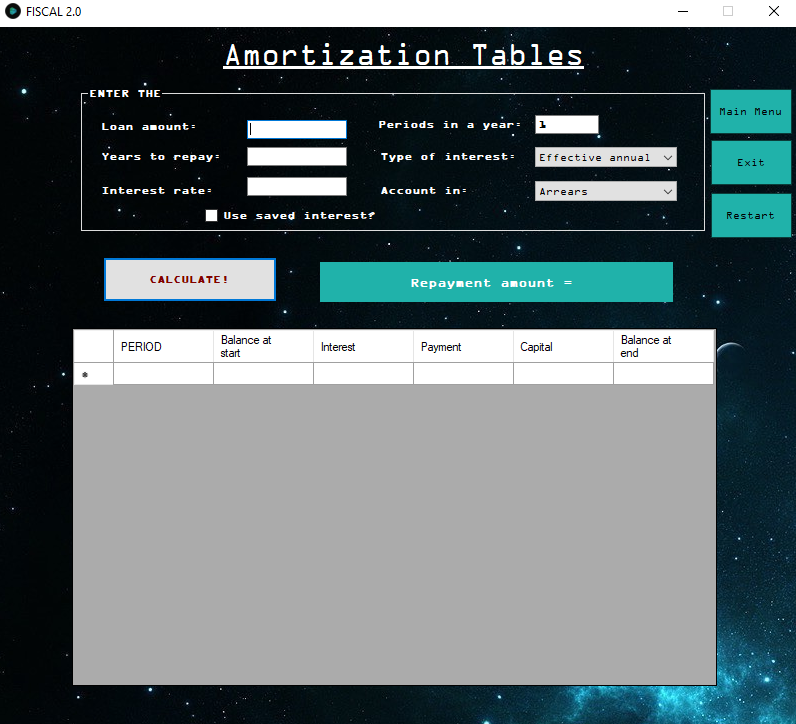 FISCAL 2.0
Amortization Tables
ENTER THE
Loan amount:
Periods in a year: 1
Years to repay:
Type of interest: Effective annual
Interest rate:
Account in: Arrears
Use saved interest?
Main Menu
Exit
Restart
CALCULATE!
Repayment amount =
PERIOD Balance at start Interest Payment Capital Balance at end
*